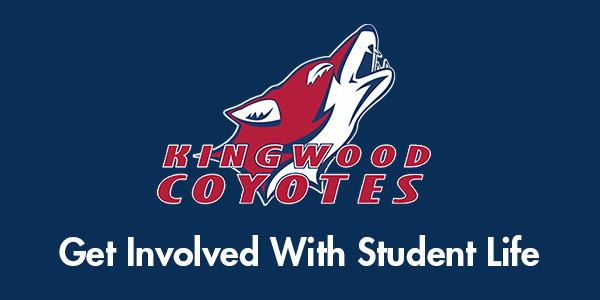 KINGWOOD
COYOTES
Get Involved With Student Life